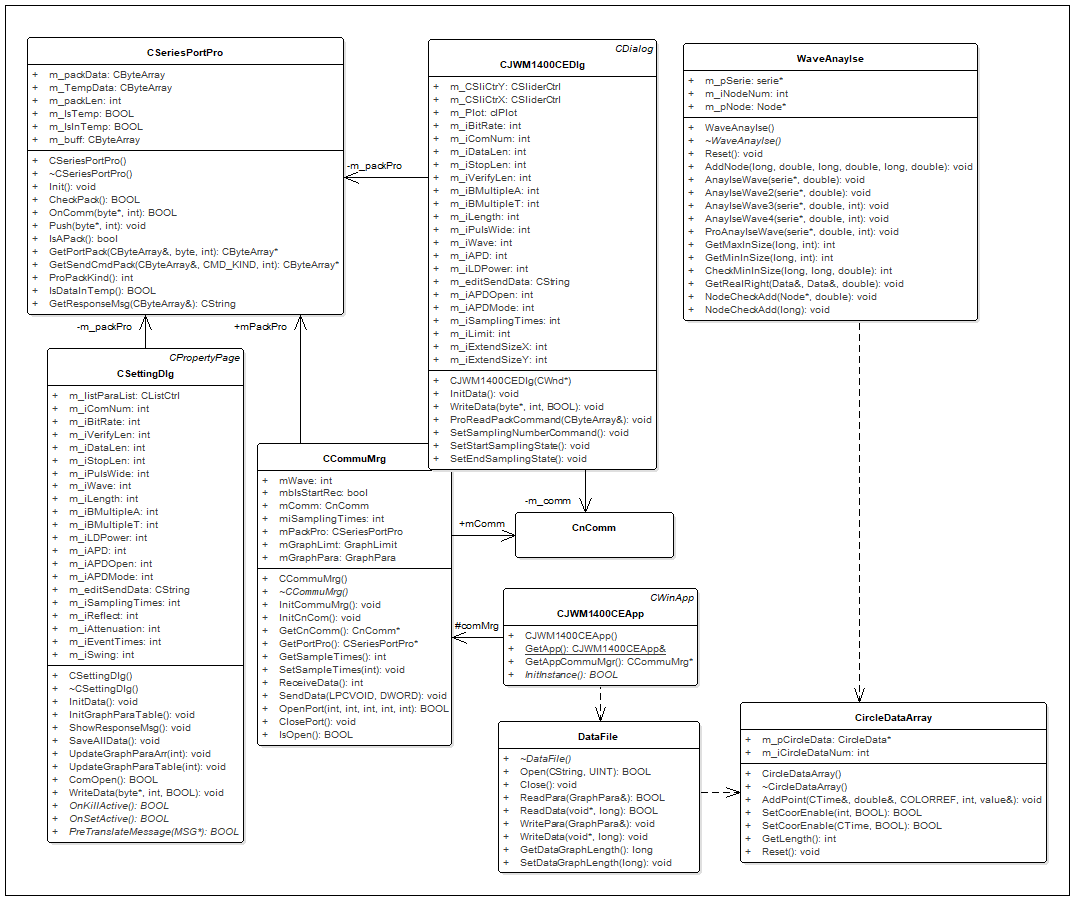 CSeriesPortPro
+ m_packData: CByteArray
+ m_TempData: CByteArray
+ m_packLen: int
+ m_IsTemp: BOOL
+ m_IsInTemp: BOOL
+ m_buff: CByteArray
+ CSeriesPortPro()
+ ~CSeriesPortPro()
+ Init(): void
+ CheckPack(): BOOL
+ OnComm(byte*, int): BOOL
+ Push(byte*, int): void
+ IsAPack(): bool
+ GetPortPack(CByteArray&, byte, int): CByteArray*
+ GetSendCmdPack(CByteArray&, CMD_KIND, int): CByteArray*
+ ProPackKind(): int
+ IsDataInTemp(): BOOL
+ GetResponseMsg(CByteArray&): CString
CDialog
CJWM1400CEDlg
+ m_CSliCtrY: CSliderCtrl
+ m_CSliCtrX: CSliderCtrl
+ m_Plot: clPlot
+ m_iBitRate: int
+ m_iComNum: int
+ m_iDataLen: int
+ m_iStopLen: int
+ m_iVerifyLen: int
+ m_iBMultipleA: int
+ m_iBMultipleT: int
+ m_iLength: int
+ m_iPulsWide: int
+ m_iWave: int
+ m_iAPD: int
+ m_iLDPower: int
+ m_editSendData: CString
+ m_iAPDOpen: int
+ m_iAPDMode: int
+ m_iSamplingTimes: int
+ m_iLimit: int
+ m_iExtendSizeX: int
+ m_iExtendSizeY: int
+ CJWM1400CEDlg(CWnd*)
+ InitData(): void
+ WriteData(byte*, int, BOOL): void
+ ProReadPackCommand(CByteArray&): void
+ SetSamplingNumberCommand(): void
+ SetStartSamplingState(): void
+ SetEndSamplingState(): void
WaveAnaylse
+ m_pSerie: serie*
+ m_iNodeNum: int
+ m_pNode: Node*
+ WaveAnaylse()
+ ~WaveAnaylse()
+ Reset(): void
+ AddNode(long, double, long, double, long, double): void
+ AnaylseWave(serie*, double): void
+ AnaylseWave2(serie*, double): void
+ AnaylseWave3(serie*, double, int): void
+ AnaylseWave4(serie*, double, int): void
+ ProAnaylseWave(serie*, double, int): void
+ GetMaxInSize(long, int): int
+ GetMinInSize(long, int): int
+ CheckMinInSize(long, long, double): int
+ GetRealRight(Data&, Data&, double): void
+ NodeCheckAdd(Node*, double): void
+ NodeCheckAdd(long): void
-m_packPro
-m_packPro
+mPackPro
CPropertyPage
CSettingDlg
+ m_listParaList: CListCtrl
+ m_iComNum: int
+ m_iBitRate: int
+ m_iVerifyLen: int
+ m_iDataLen: int
+ m_iStopLen: int
+ m_iPulsWide: int
+ m_iWave: int
+ m_iLength: int
+ m_iBMultipleA: int
+ m_iBMultipleT: int
+ m_iLDPower: int
+ m_iAPD: int
+ m_iAPDOpen: int
+ m_iAPDMode: int
+ m_editSendData: CString
+ m_iSamplingTimes: int
+ m_iReflect: int
+ m_iAttenuation: int
+ m_iEventTimes: int
+ m_iSwing: int
+ CSettingDlg()
+ ~CSettingDlg()
+ InitData(): void
+ InitGraphParaTable(): void
+ ShowResponseMsg(): void
+ SaveAllData(): void
+ UpdateGraphParaArr(int): void
+ UpdateGraphParaTable(int): void
+ ComOpen(): BOOL
+ WriteData(byte*, int, BOOL): void
+ OnKillActive(): BOOL
+ OnSetActive(): BOOL
+ PreTranslateMessage(MSG*): BOOL
CCommuMrg
+ mWave: int
+ mbIsStartRec: bool
+ mComm: CnComm
+ miSamplingTimes: int
+ mPackPro: CSeriesPortPro
+ mGraphLimt: GraphLimit
+ mGraphPara: GraphPara
+ CCommuMrg()
+ ~CCommuMrg()
+ InitCommuMrg(): void
+ InitCnCom(): void
+ GetCnComm(): CnComm*
+ GetPortPro(): CSeriesPortPro*
+ GetSampleTimes(): int
+ SetSampleTimes(int): void
+ ReceiveData(): int
+ SendData(LPCVOID, DWORD): void
+ OpenPort(int, int, int, int, int): BOOL
+ ClosePort(): void
+ IsOpen(): BOOL
-m_comm
+mComm
CnComm
#comMrg
CWinApp
CJWM1400CEApp
+ CJWM1400CEApp()
+ GetApp(): CJWM1400CEApp&
+ GetAppCommuMgr(): CCommuMrg*
+ InitInstance(): BOOL
DataFile
+ ~DataFile()
+ Open(CString, UINT): BOOL
+ Close(): void
+ ReadPara(GraphPara&): BOOL
+ ReadData(void*, long): BOOL
+ WritePara(GraphPara&): void
+ WriteData(void*, long): void
+ GetDataGraphLength(): long
+ SetDataGraphLength(long): void
CircleDataArray
+ m_pCircleData: CircleData*
+ m_iCircleDataNum: int
+ CircleDataArray()
+ ~CircleDataArray()
+ AddPoint(CTime&, double&, COLORREF, int, value&): void
+ SetCoorEnable(int, BOOL): BOOL
+ SetCoorEnable(CTime, BOOL): BOOL
+ GetLength(): int
+ Reset(): void